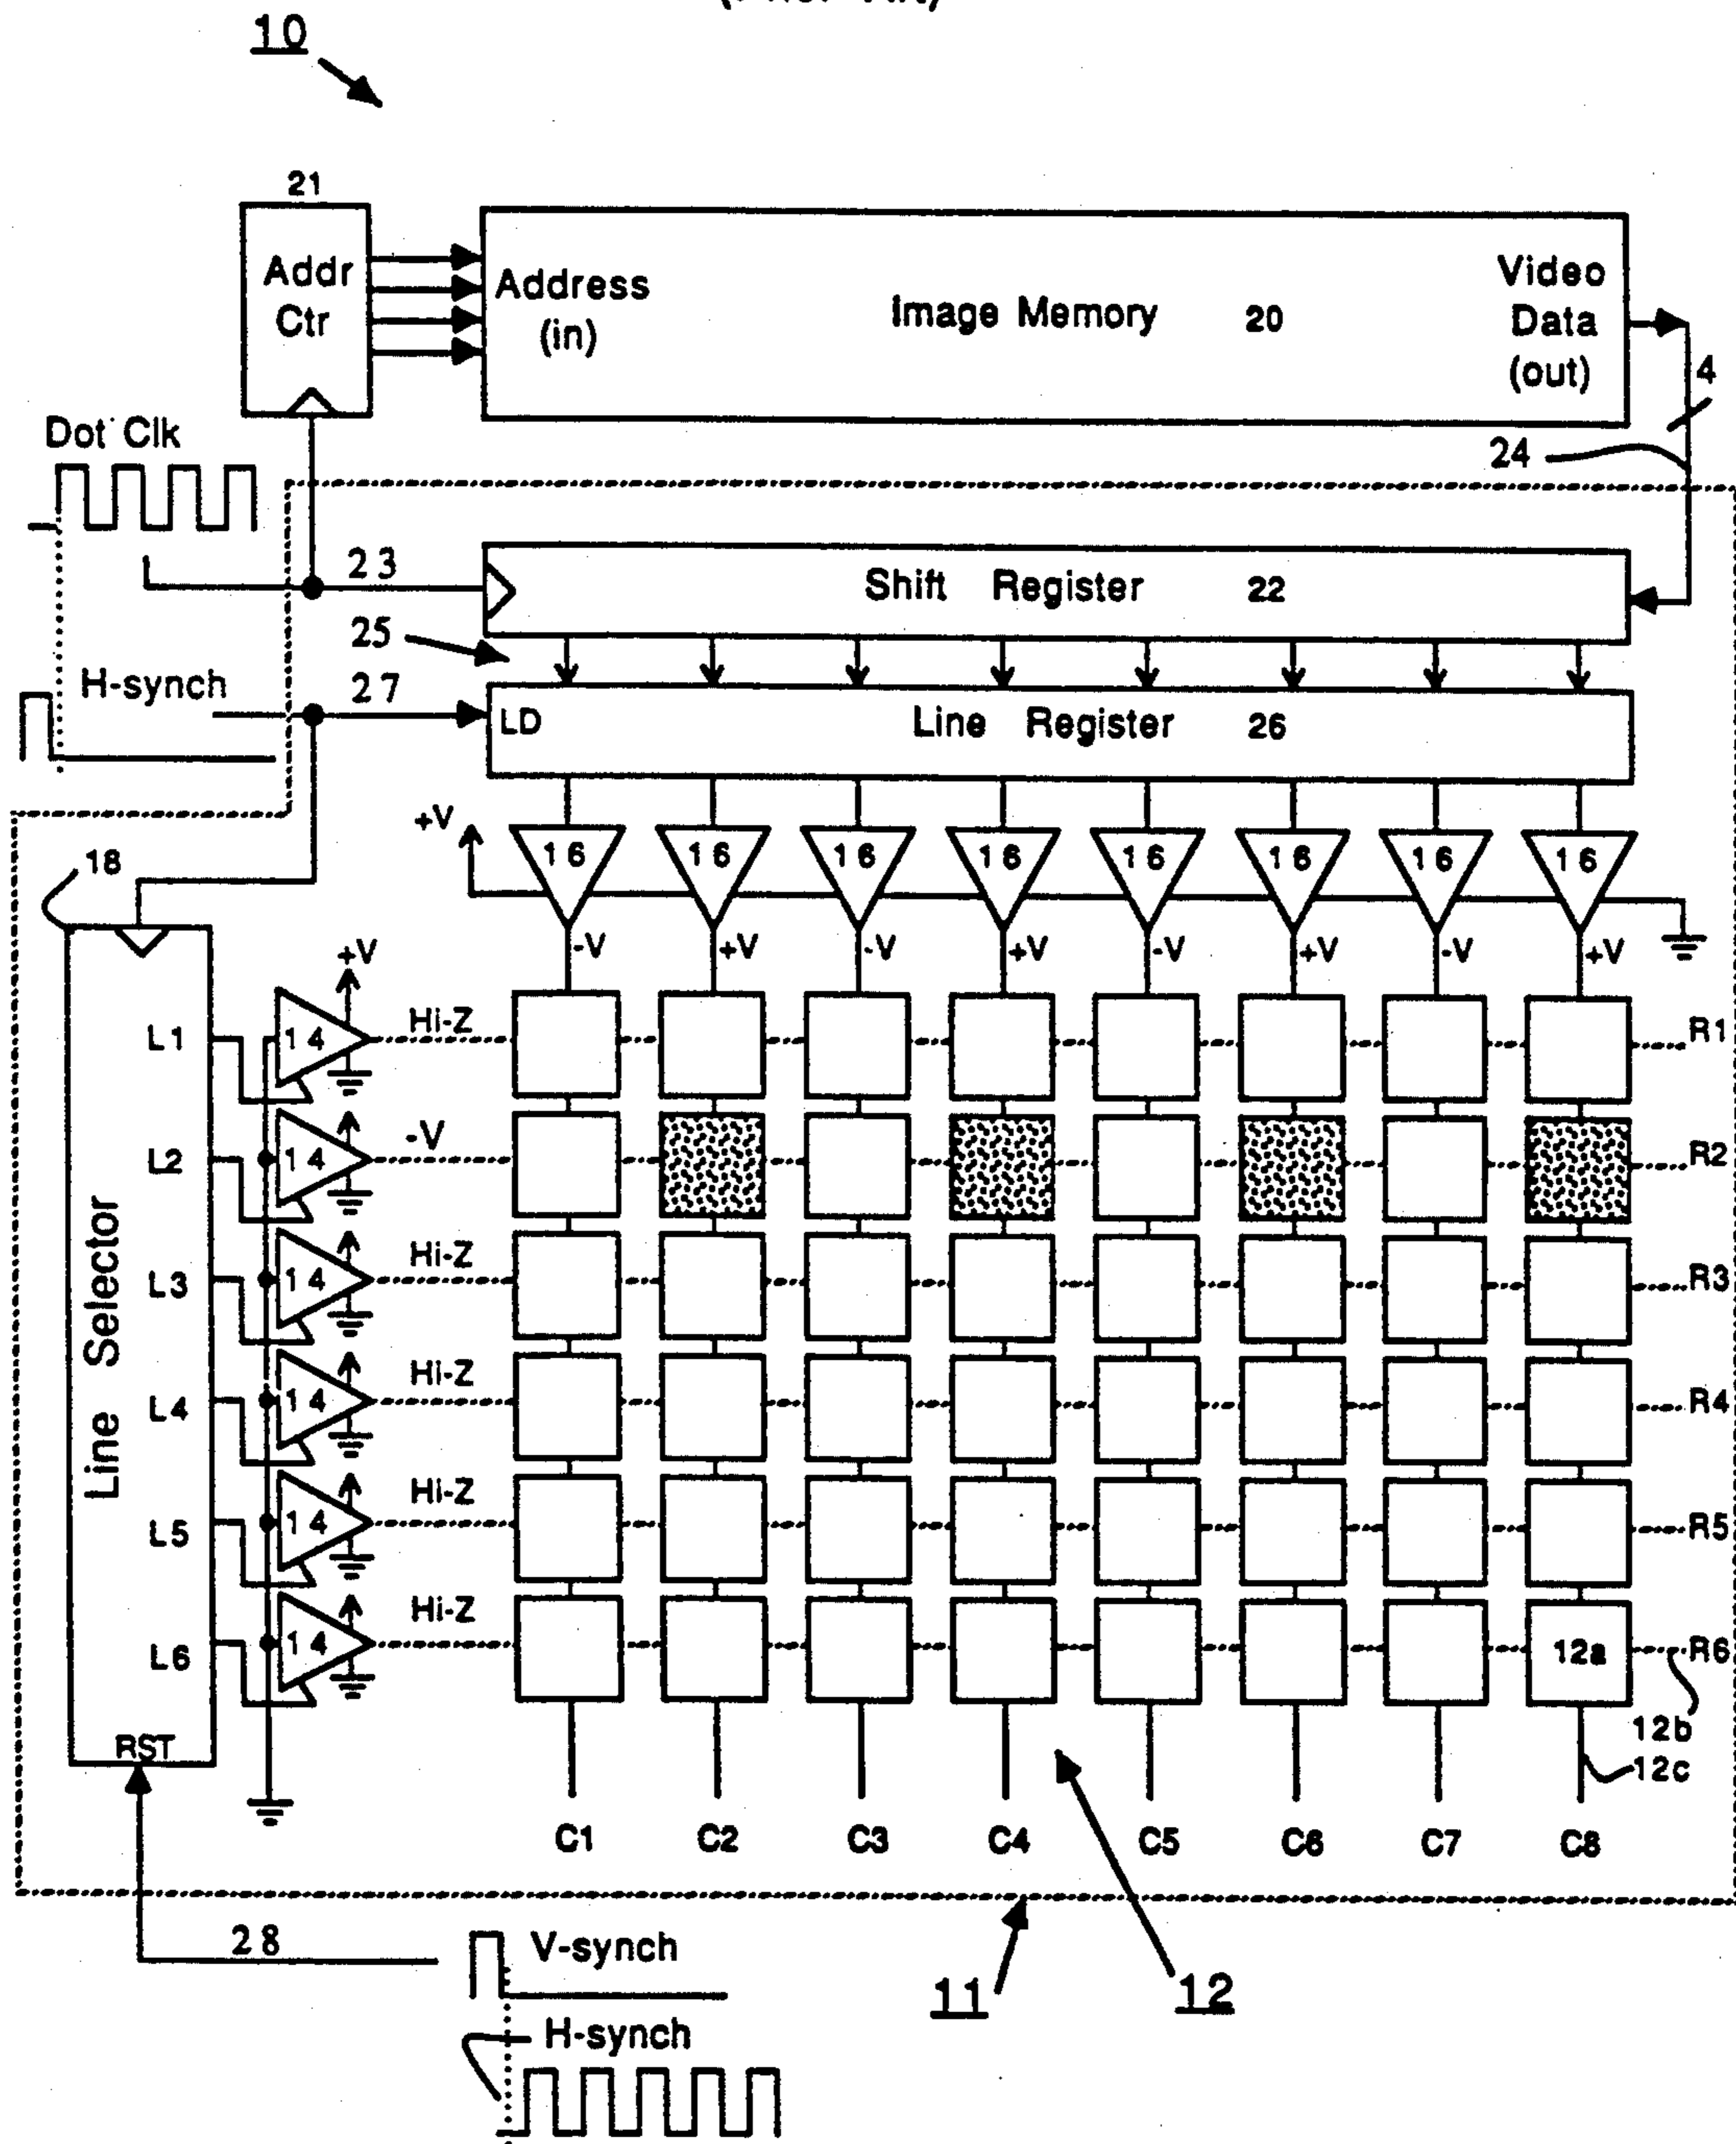 10
21
Addr
Ctr
Address
(in)
Image Memory 20
Video
Data
(out)
4
24
Dot Clk
23
Shift Register 22
25
H-synch
27
LD
Line Register 26
+V
16 16 16 16 16 16 16 16
-V +V -V +V -V +V -V +V
18
+V
Line Selector
L1 14 Hi-Z R1
L2 14 -V R2
L3 14 Hi-Z R3
L4 14 Hi-Z R4
L5 14 Hi-Z R5
L6 14 Hi-Z 12a R6
RST
12b
12c
C1 C2 C3 C4 C5 C6 C7 C8
28
V-synch
11
12
H-synch